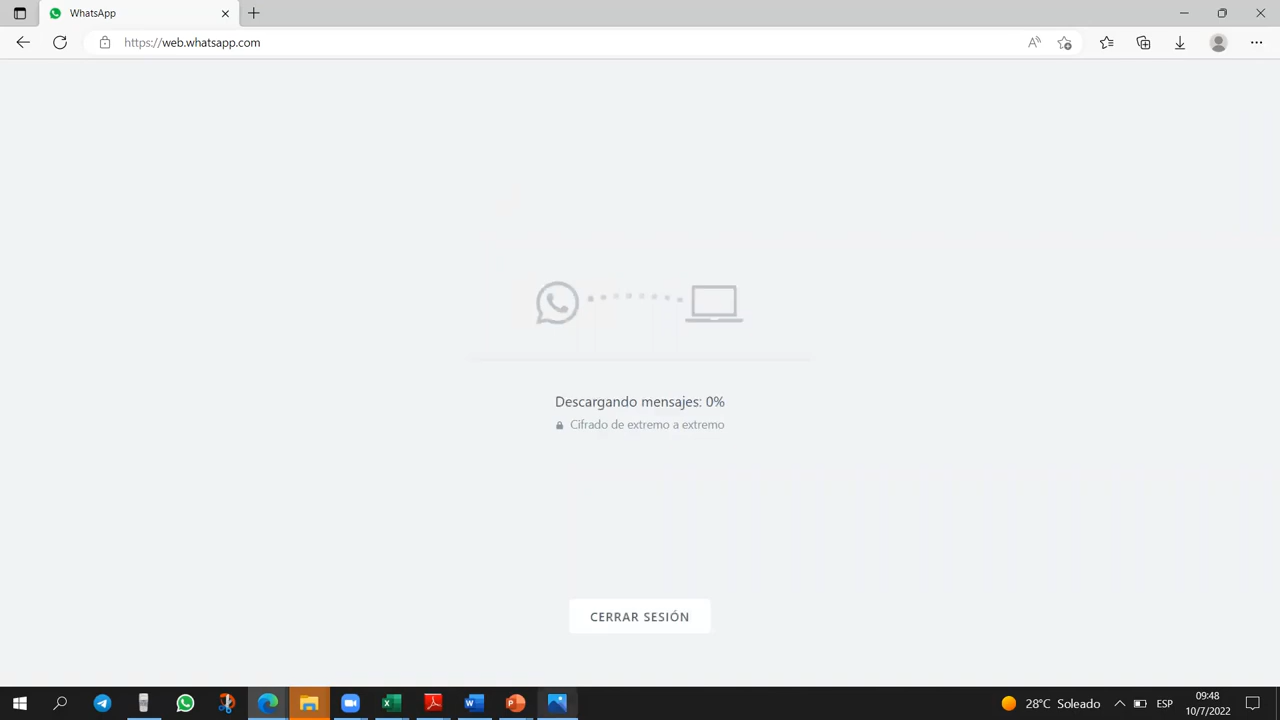 WhatsApp
https://web.whatsapp.com
Descargando mensajes: 0%
Cifrado de extremo a extremo
CERRAR SESIÓN
28°C Soleado
ESP
09:48
10/7/2022